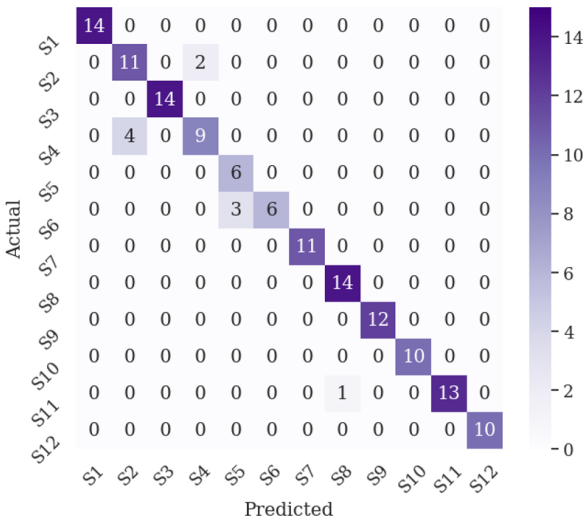 S1 14 0 0 0 0 0 0 0 0 0 0 0
S2 0 11 0 2 0 0 0 0 0 0 0 0
S3 0 0 14 0 0 0 0 0 0 0 0 0
S4 0 4 0 9 0 0 0 0 0 0 0 0
S5 0 0 0 0 6 0 0 0 0 0 0 0
S6 0 0 0 0 3 6 0 0 0 0 0 0
S7 0 0 0 0 0 0 11 0 0 0 0 0
S8 0 0 0 0 0 0 0 14 0 0 0 0
S9 0 0 0 0 0 0 0 0 12 0 0 0
S10 0 0 0 0 0 0 0 0 0 10 0 0
S11 0 0 0 0 0 0 0 1 0 0 13 0
S12 0 0 0 0 0 0 0 0 0 0 0 10
S1 S2 S3 S4 S5 S6 S7 S8 S9 S10 S11 S12
Predicted
Actual
14
12
10
8
6
4
2
0